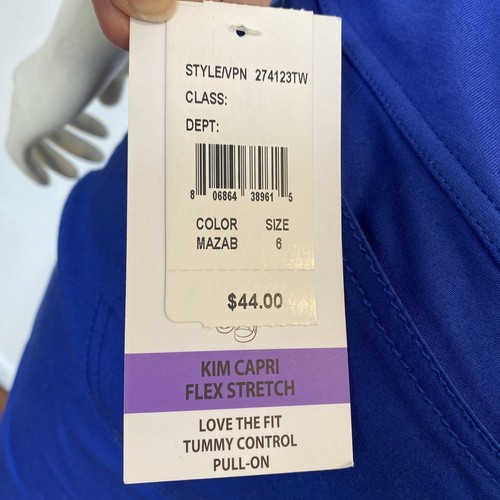 STYLE/VPN 274123TW
CLASS:
DEPT:
8 06864 38961 5
COLOR SIZE
MAZAB 6
$44.00
KIM CAPRI
FLEX STRETCH
LOVE THE FIT
TUMMY CONTROL
PULL-ON